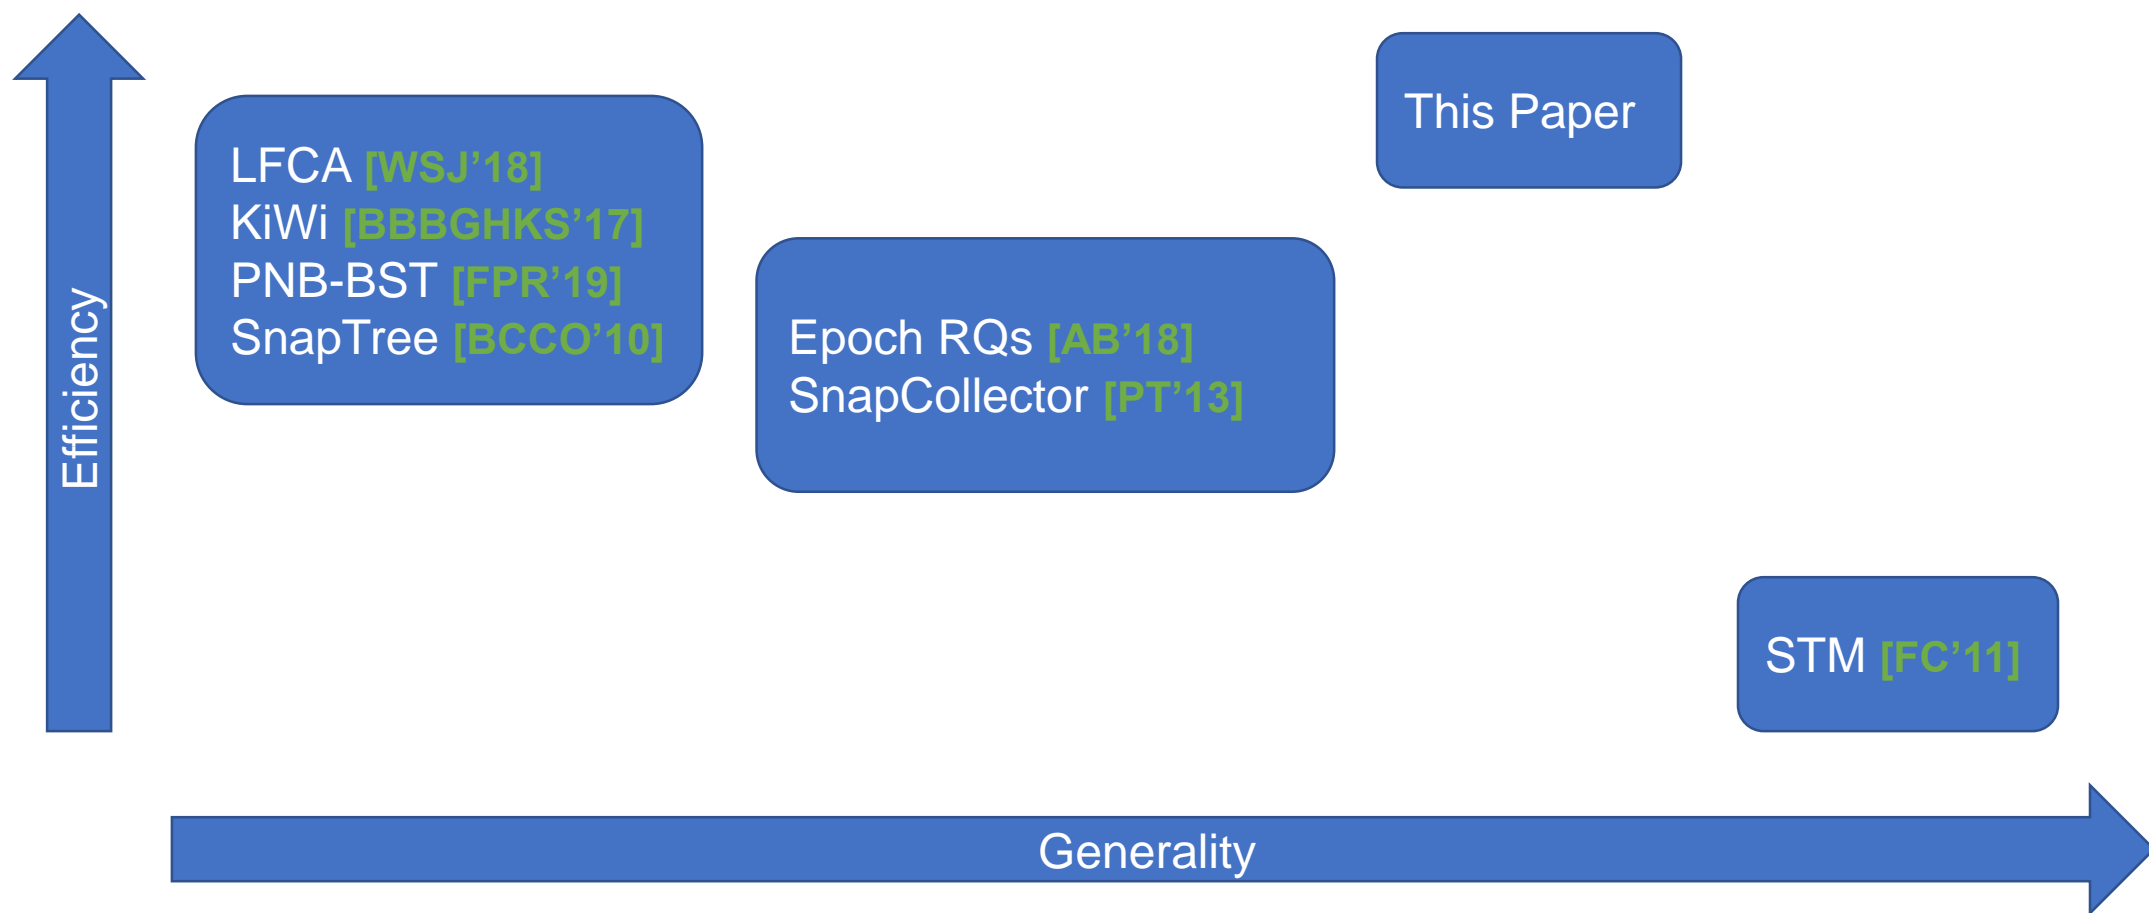 This Paper
LFCA [WSJ’18]
KiWi [BBBGHKS’17]
PNB-BST [FPR’19]
SnapTree [BCCO’10]
Epoch RQs [AB’18]
SnapCollector [PT’13]
Efficiency
STM [FC’11]
Generality